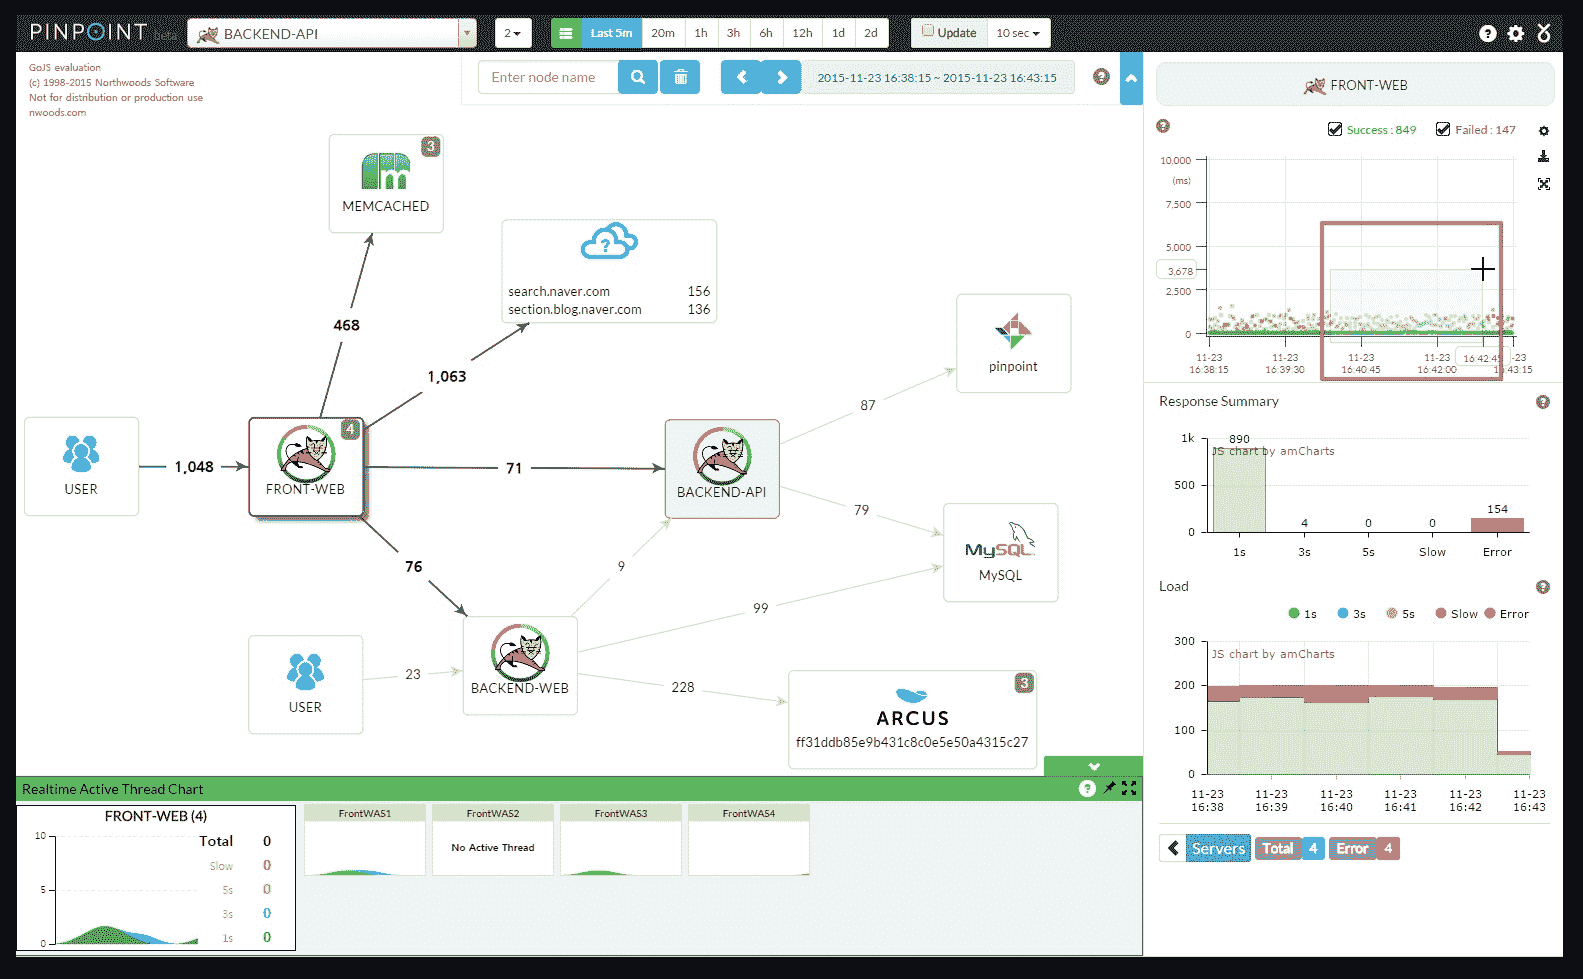 PINPOINT beta
BACKEND-API
2
Last 5m 20m 1h 3h 6h 12h 1d 2d
Update 10 sec
GoJS evaluation
(c) 1998-2015 Northwoods Software
Not for distribution or production use
nwoods.com
Enter node name
2015-11-23 16:38:15 ~ 2015-11-23 16:43:15
3
MEMCACHED
?
search.naver.com 156
section.blog.naver.com 136
468
1,063
pinpoint
87
USER
1,048
4
FRONT-WEB
71
BACKEND-API
79
MySQL
MySQL
76
9
99
USER
23
BACKEND-WEB
228
3
ARCUS
ff31ddb85e9b431c8c0e5e50a4315c27
Realtime Active Thread Chart
?
FRONT-WEB (4)
10
5
0
Total 0
Slow 0
5s 0
3s 0
1s 0
FrontWAS1
FrontWAS2
No Active Thread
FrontWAS3
FrontWAS4
FRONT-WEB
Success : 849 Failed : 147
10,000
(ms)
7,500
5,000
3,678
2,500
0
11-23 11-23 11-23 11-23 16:42:45 -23
16:38:15 16:39:30 16:40:45 16:42:00 16:43:15
Response Summary
1k
500
0
890
JS chart by amCharts
4 0 0 154
1s 3s 5s Slow Error
Load
1s 3s 5s Slow Error
300
200
100
0
JS chart by amCharts
11-23 11-23 11-23 11-23 11-23 11-23
16:38 16:39 16:40 16:41 16:42 16:43
Servers Total 4 Error 4